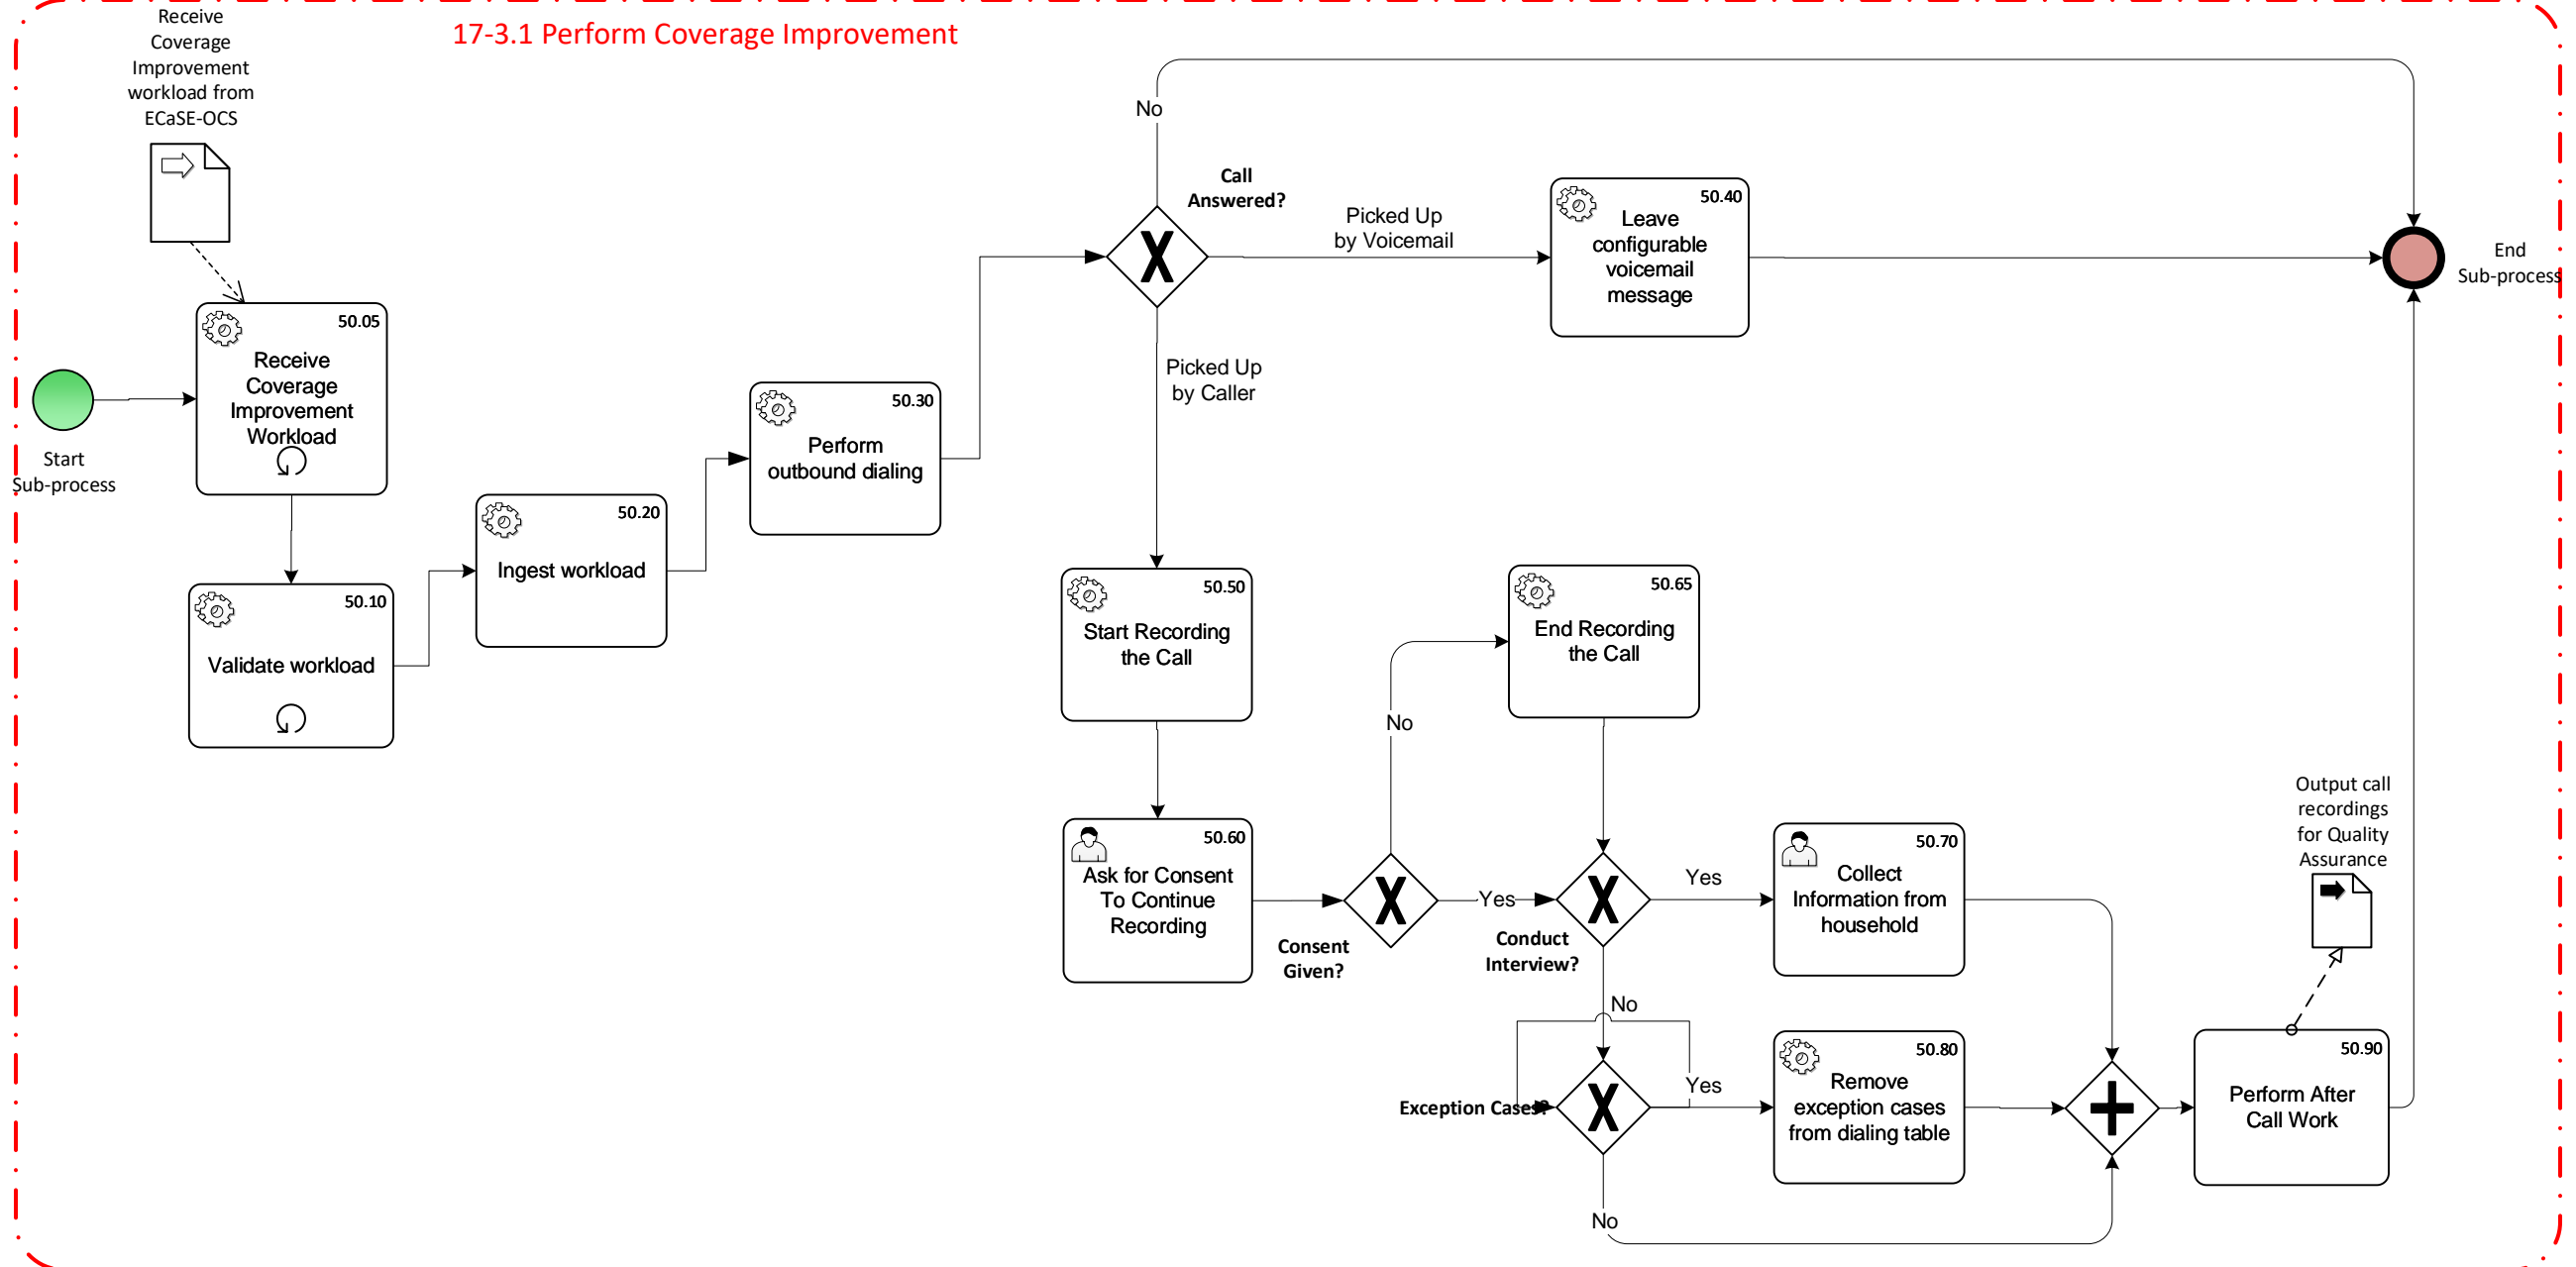 17-3.1 Perform Coverage Improvement
Receive
Coverage
Improvement
workload from
ECaSE-OCS
Start
Sub-process
50.05
Receive
Coverage
Improvement
Workload
50.10
Validate workload
50.20
Ingest workload
50.30
Perform
outbound dialing
Call
Answered?
No
Picked Up
by Voicemail
Picked Up
by Caller
50.40
Leave
configurable
voicemail
message
End
Sub-process
50.50
Start Recording
the Call
50.60
Ask for Consent
To Continue
Recording
Consent
Given?
No
Yes
50.65
End Recording
the Call
Conduct
Interview?
Yes
No
50.70
Collect
Information from
household
Exception Cases?
Yes
No
50.80
Remove
exception cases
from dialing table
50.90
Perform After
Call Work
Output call
recordings
for Quality
Assurance